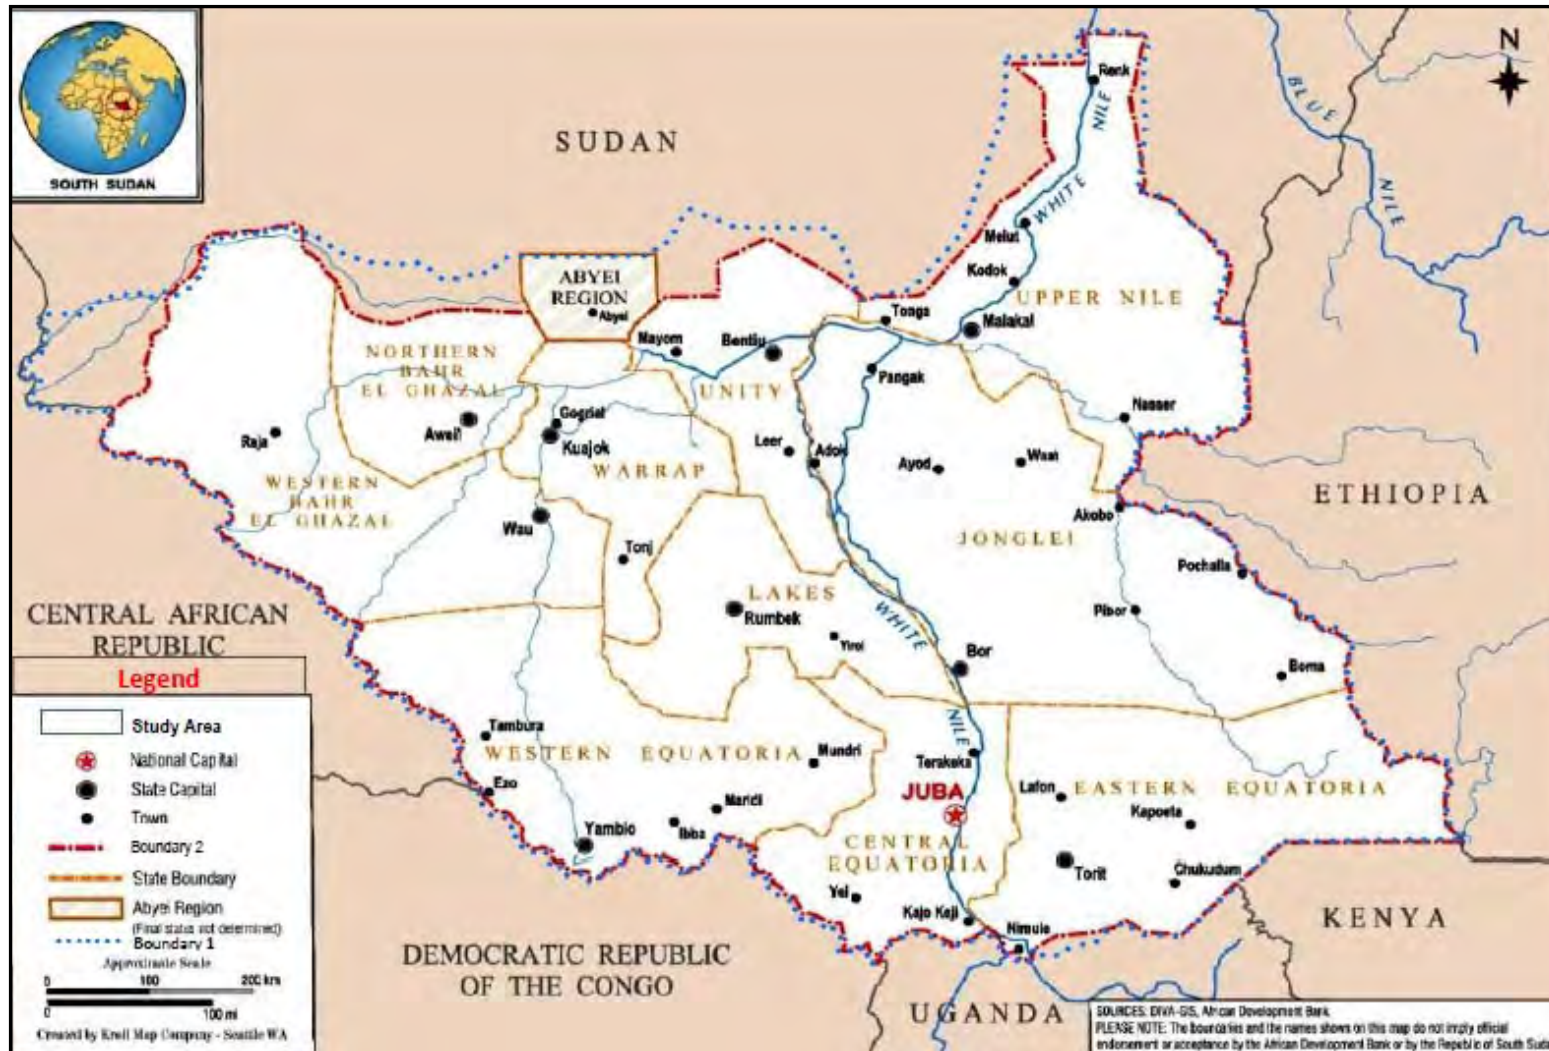 SOUTH SUDAN
N
SUDAN
BLUE
NILE
Renk
NILE
WHITE
Melut
Kodok
UPPER NILE
ABYEI
REGION
Abyei
Tonga
Malakal
Mayom
Bentiu
NORTHERN
BAHR
EL GHAZAL
UNITY
Pangak
Nasser
Gogrial
Raja
Aweil
Kuajok
Leer
Adok
Ayod
Waat
WARRAP
WESTERN
BAHR
EL GHAZAL
ETHIOPIA
Akobo
Wau
JONGLEI
Tonj
Pochalla
LAKES
CENTRAL AFRICAN
REPUBLIC
Rumbek
WHITE
Pibor
Yirol
Bor
Boma
Legend
Study Area
National Capital
State Capital
Town
Boundary 2
State Boundary
Abyei Region
(Final status not determined)
Boundary 1
Approximate Scale
0 100 200 km
0 100 mi
Created by Kroll Map Company - Seattle WA
Tambura
WESTERN EQUATORIA
Mundri
NILE
Terakeka
Ezo
Maridi
JUBA
Lafon
EASTERN EQUATORIA
Kapoeta
Yambio
Ibba
CENTRAL
EQUATORIA
Torit
Chukudum
Yei
Kajo Keji
Nimule
KENYA
DEMOCRATIC REPUBLIC
OF THE CONGO
UGANDA
SOURCES: DIVA-GIS, African Development Bank
PLEASE NOTE: The boundaries and the names shown on this map do not imply official
endorsement or acceptance by the African Development Bank or by the Republic of South Suda